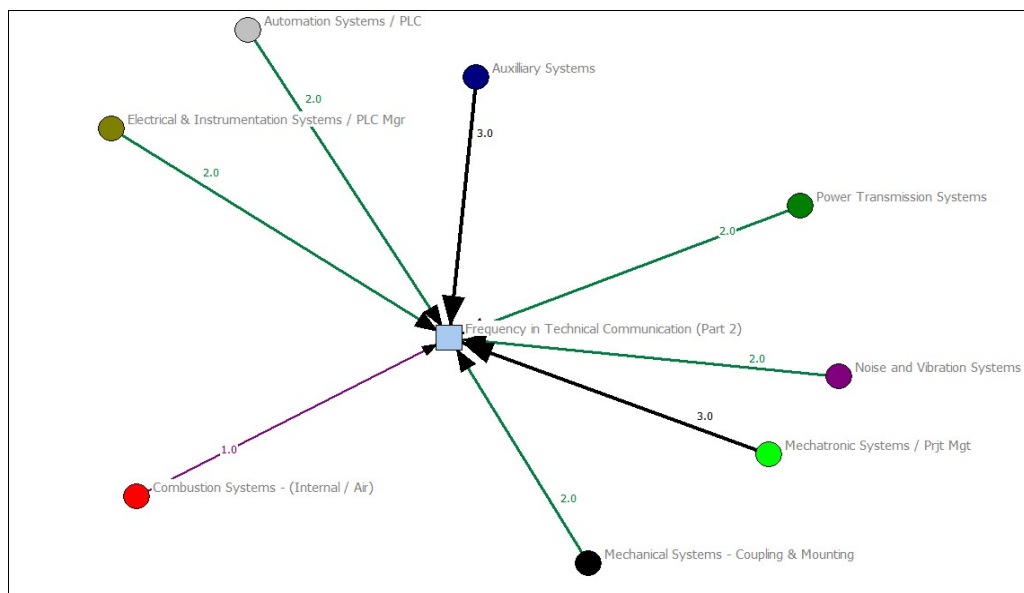 Automation Systems / PLC
Auxilliary Systems
2.0
Electrical & Instrumentation Systems / PLC Mgr
3.0
2.0
Power Transmission Systems
2.0
Frequency in Technical Communication (Part 2)
2.0
Noise and Vibration Systems
3.0
Mechatronic Systems / Prjt Mgt
1.0
Combustion Systems - (Internal / Air)
2.0
Mechanical Systems - Coupling & Mounting